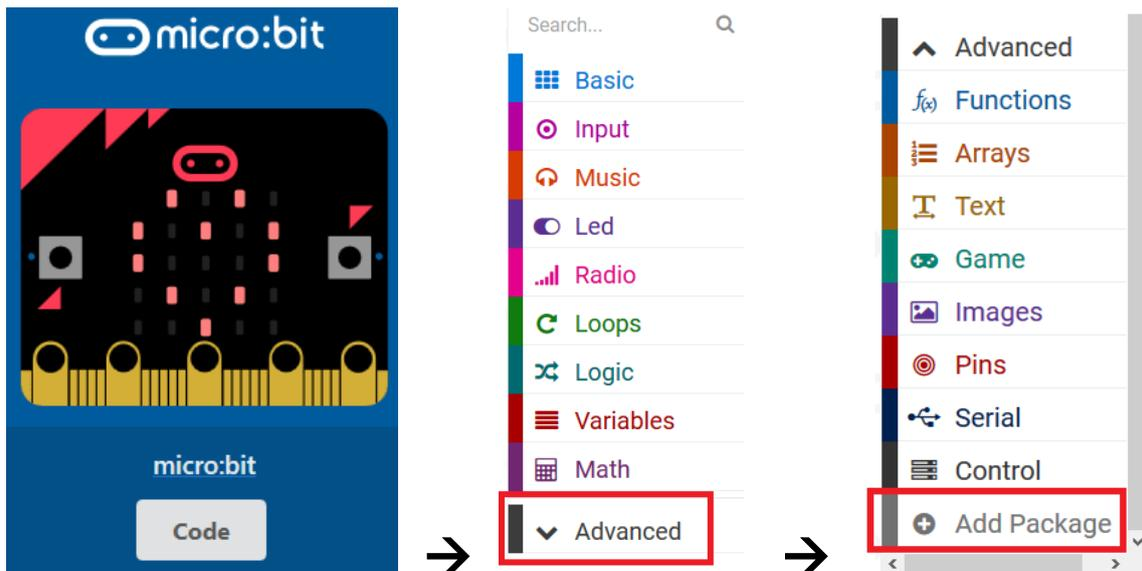 micro:bit
micro:bit
Code
Search...
Basic
Input
Music
Led
Radio
Loops
Logic
Variables
Math
Advanced
Advanced
f(x) Functions
Arrays
Text
Game
Images
Pins
Serial
Control
Add Package